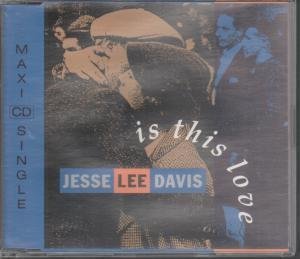 MAXI CD SINGLE
is this love
JESSE LEE DAVIS